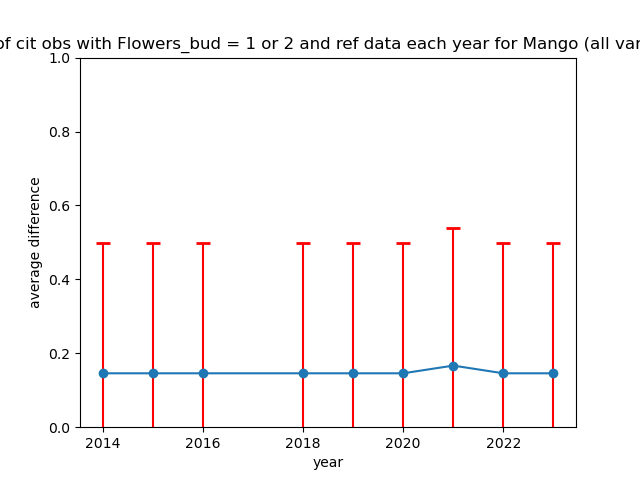 of cit obs with Flowers_bud = 1 or 2 and ref data each year for Mango (all var
1.0
0.8
0.6
0.4
0.2
0.0
average difference
2014 2016 2018 2020 2022
year